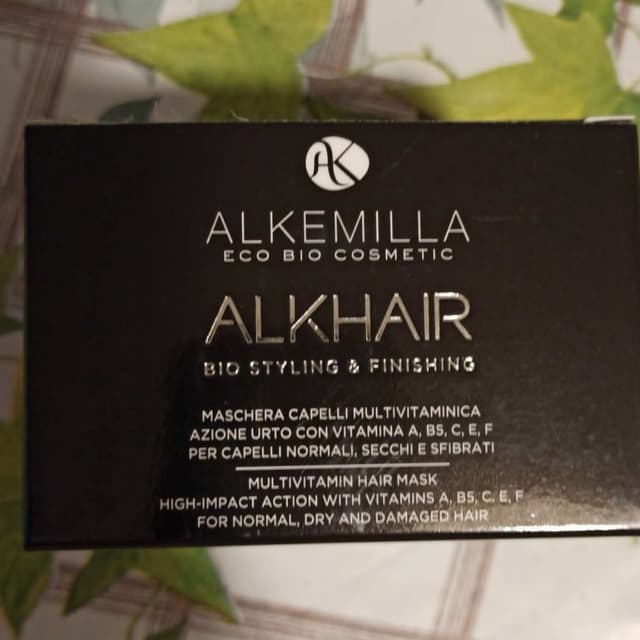 AK
ALKEMILLA
ECO BIO COSMETIC
ALKHAIR
BIO STYLING & FINISHING
MASCHERA CAPELLI MULTIVITAMINICA
AZIONE URTO CON VITAMINA A, B5, C, E, F
PER CAPELLI NORMALI, SECCHI E SFIBRATI
MULTIVITAMIN HAIR MASK
HIGH-IMPACT ACTION WITH VITAMINS A, B5, C, E, F
FOR NORMAL, DRY AND DAMAGED HAIR